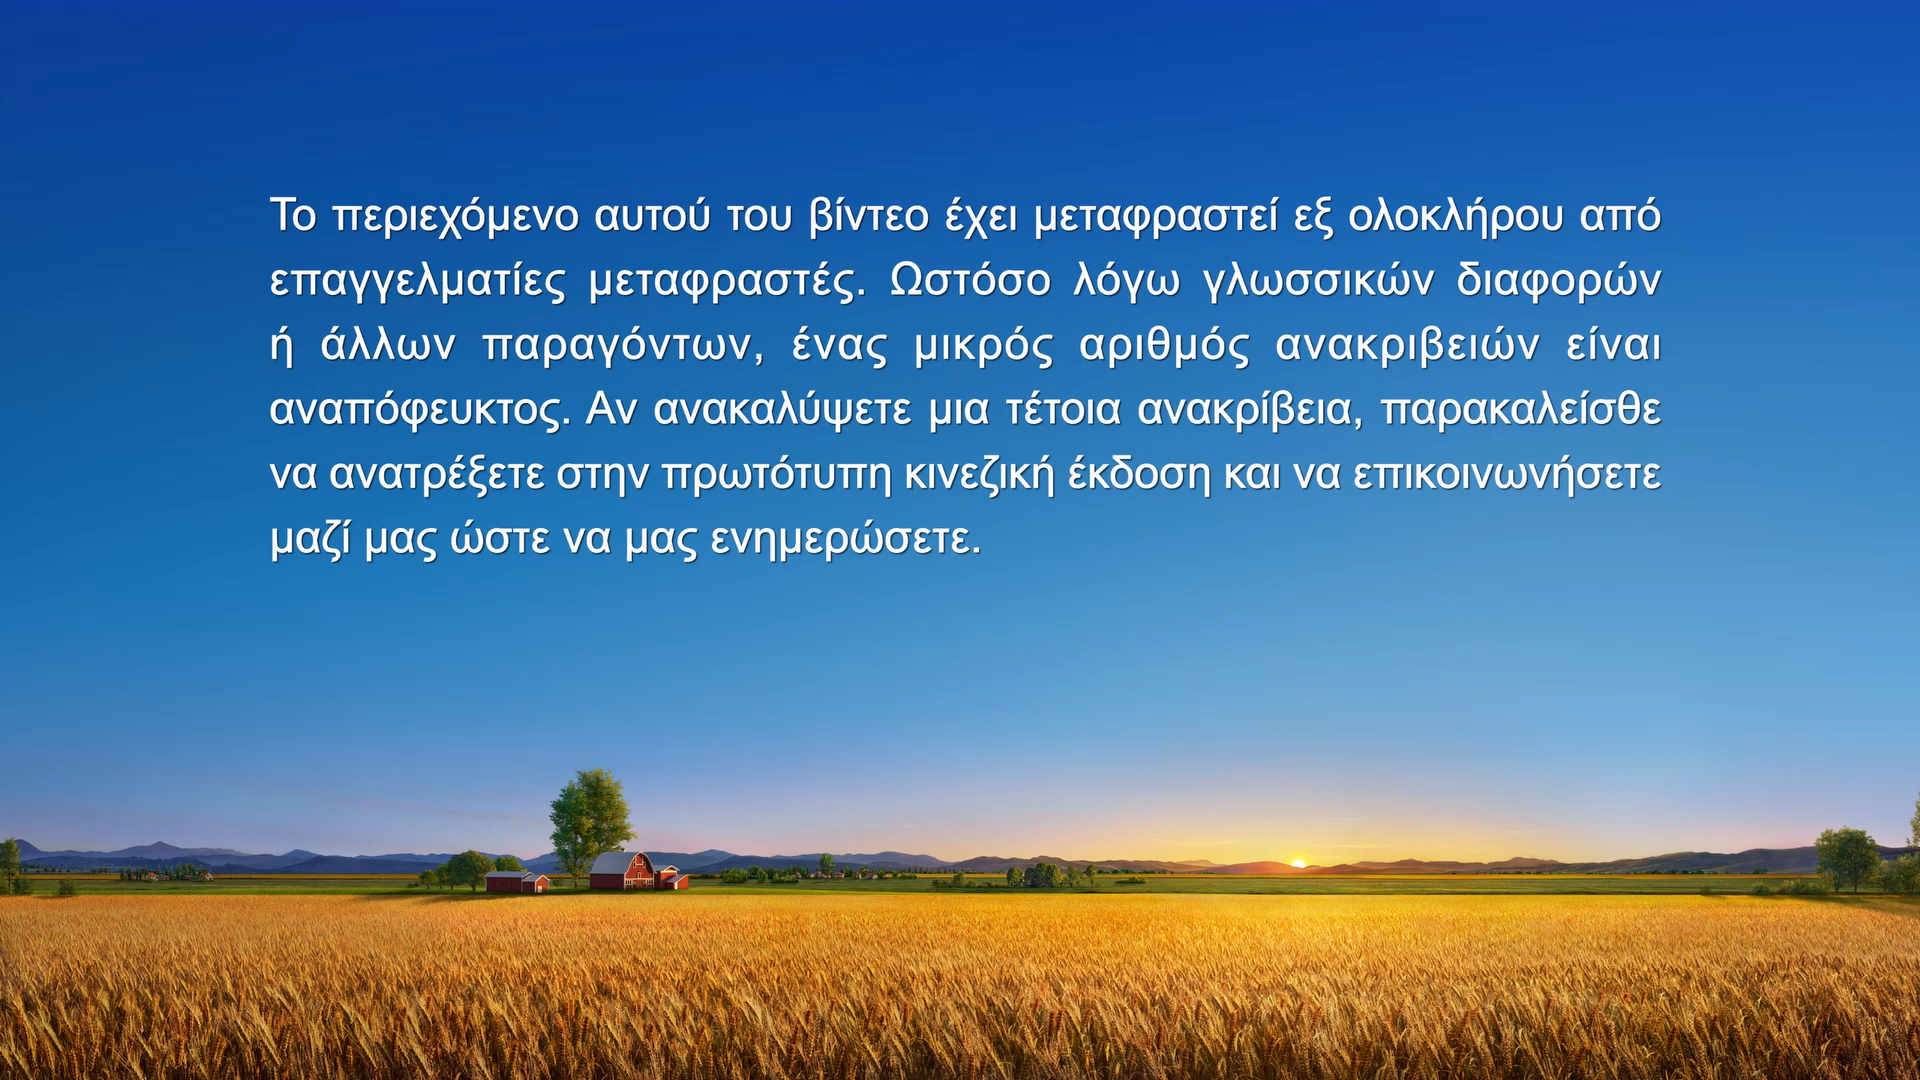 Το περιεχόμενο αυτού του βίντεο έχει μεταφραστεί εξ ολοκλήρου από
επαγγελματίες μεταφραστές. Ωστόσο λόγω γλωσσικών διαφορών
ή άλλων παραγόντων, ένας μικρός αριθμός ανακριβειών είναι
αναπόφευκτος. Αν ανακαλύψετε μια τέτοια ανακρίβεια, παρακαλείσθε
να ανατρέξετε στην πρωτότυπη κινεζική έκδοση και να επικοινωνήσετε
μαζί μας ώστε να μας ενημερώσετε.